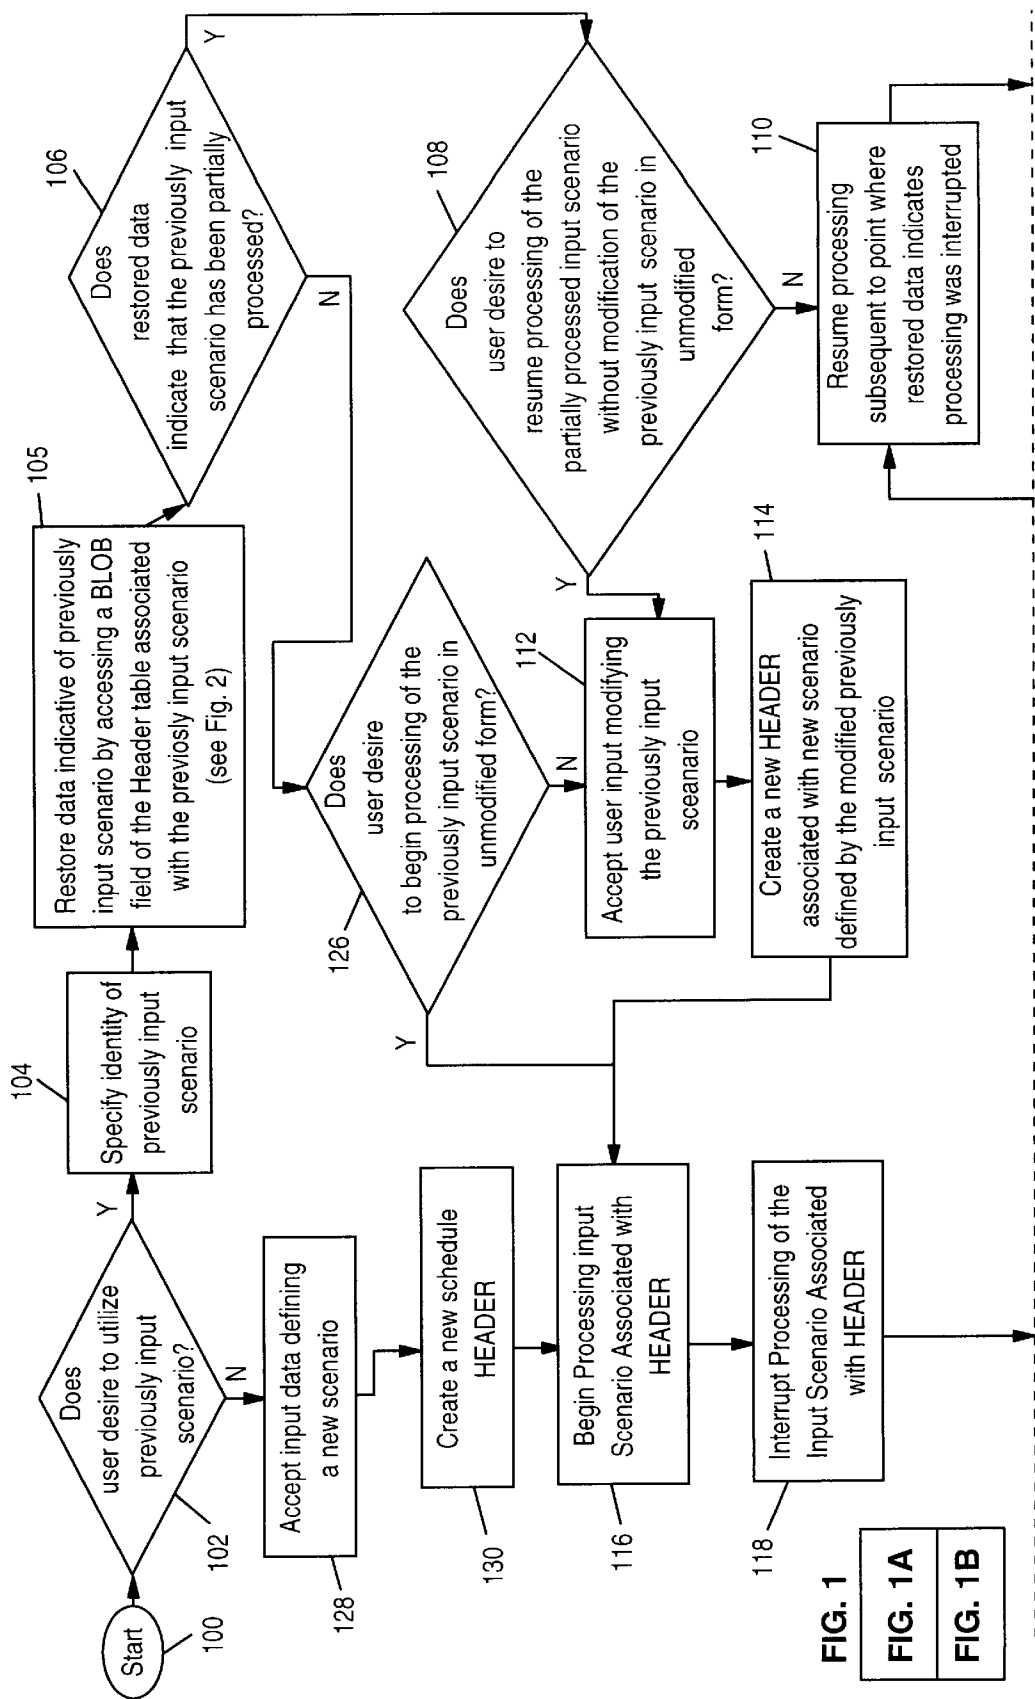 Start
100
Does
user desire to utilize
previously input
scenario?
102
Y
N
104
Specify identity of
previously input
scenario
105
Restore data indicative of previously
input scenario by accessing a BLOB
field of the Header table associated
with the previosly input scenario
(see Fig. 2)
106
Does
restored data
indicate that the previously input
scenario has been partially
processed?
Y
N
128
Accept input data defining
a new scenario
130
Create a new schedule
HEADER
116
Begin Processing input
Scenario Associated with
HEADER
118
Interrupt Processing of the
Input Scenario Associated
with HEADER
126
Does
user desire
to begin processing of the
previously input scenario in
unmodified form?
Y
N
112
Accept user input modifying
the previously input
sceanario
114
Create a new HEADER
associated with new scenario
defined by the modified previously
input scenario
108
Does
user desire to
resume processing of the
partially processed input scenario
without modification of the
previously input scenario in
unmodified
form?
Y
N
110
Resume processing
subsequent to point where
restored data indicates
processing was interrupted
FIG. 1
FIG. 1A
FIG. 1B